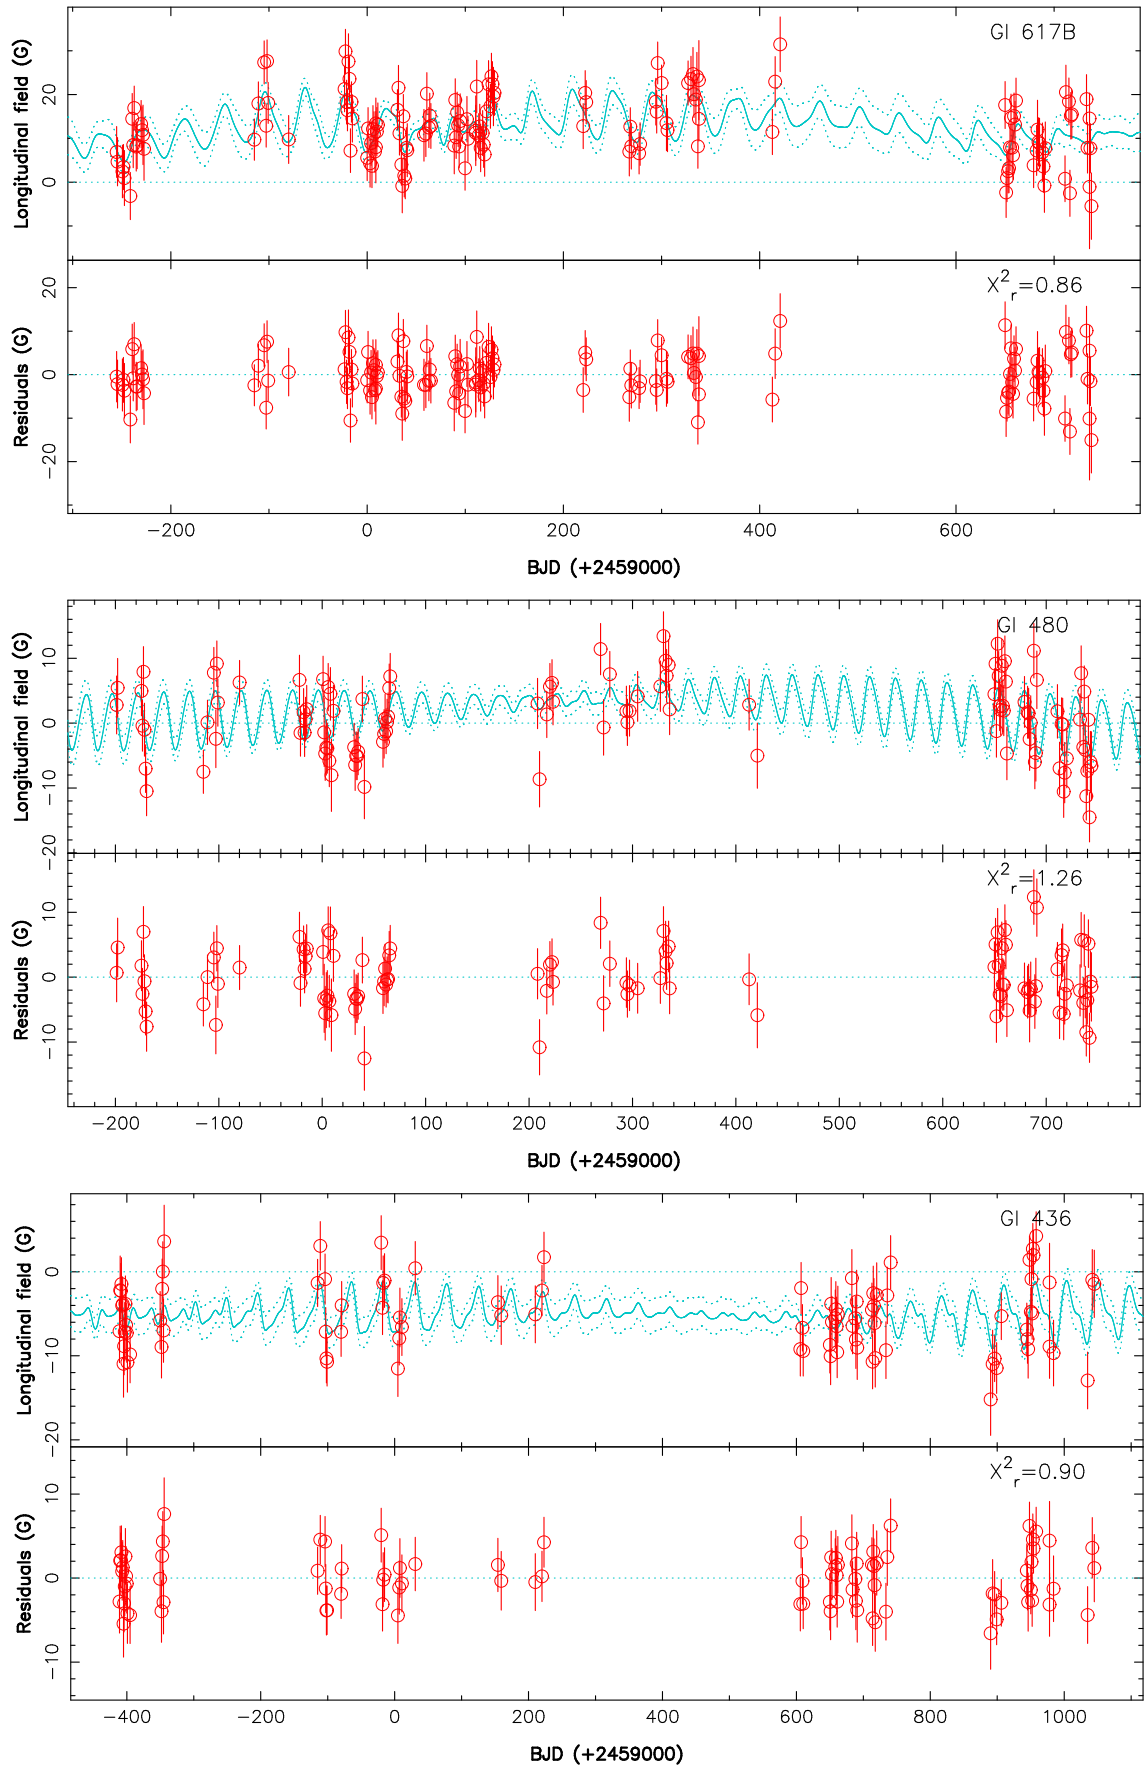 Gl 617B
Longitudinal field (G)
20
0
X²ᵣ=0.86
Residuals (G)
20
0
−20
−200 0 200 400 600
BJD (+2459000)
Gl 480
Longitudinal field (G)
10
0
−10
−20
X²ᵣ=1.26
Residuals (G)
10
0
−10
−200 −100 0 100 200 300 400 500 600 700
BJD (+2459000)
Gl 436
Longitudinal field (G)
0
−10
−20
X²ᵣ=0.90
Residuals (G)
10
0
−10
−400 −200 0 200 400 600 800 1000
BJD (+2459000)